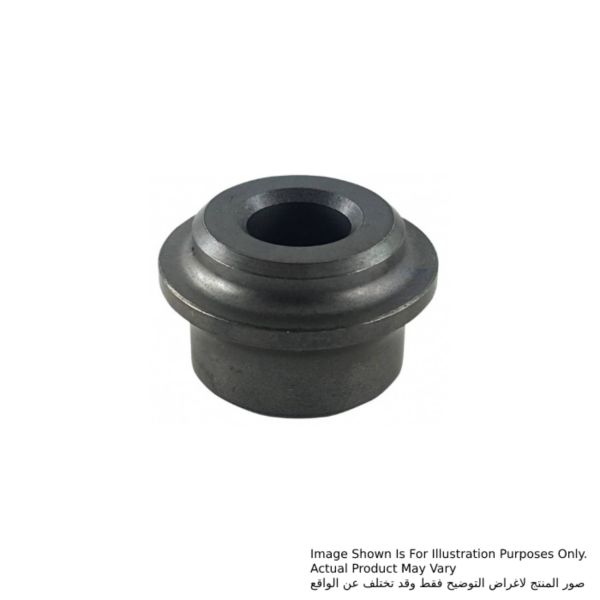 Image Shown Is For Illustration Purposes Only.
Actual Product May Vary
صور المنتج لاغراض التوضيح فقط وقد تختلف عن الواقع